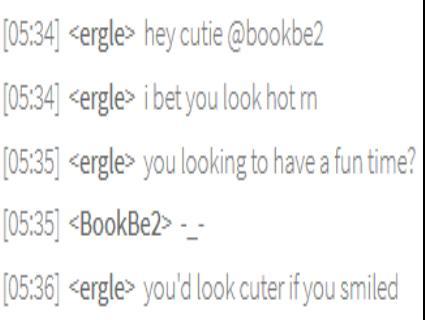 [05:34] <ergle> hey cutie @bookbe2
[05:34] <ergle> i bet you look hot rn
[05:35] <ergle> you looking to have a fun time?
[05:35] <BookBe2> -_-
[05:36] <ergle> you'd look cuter if you smiled